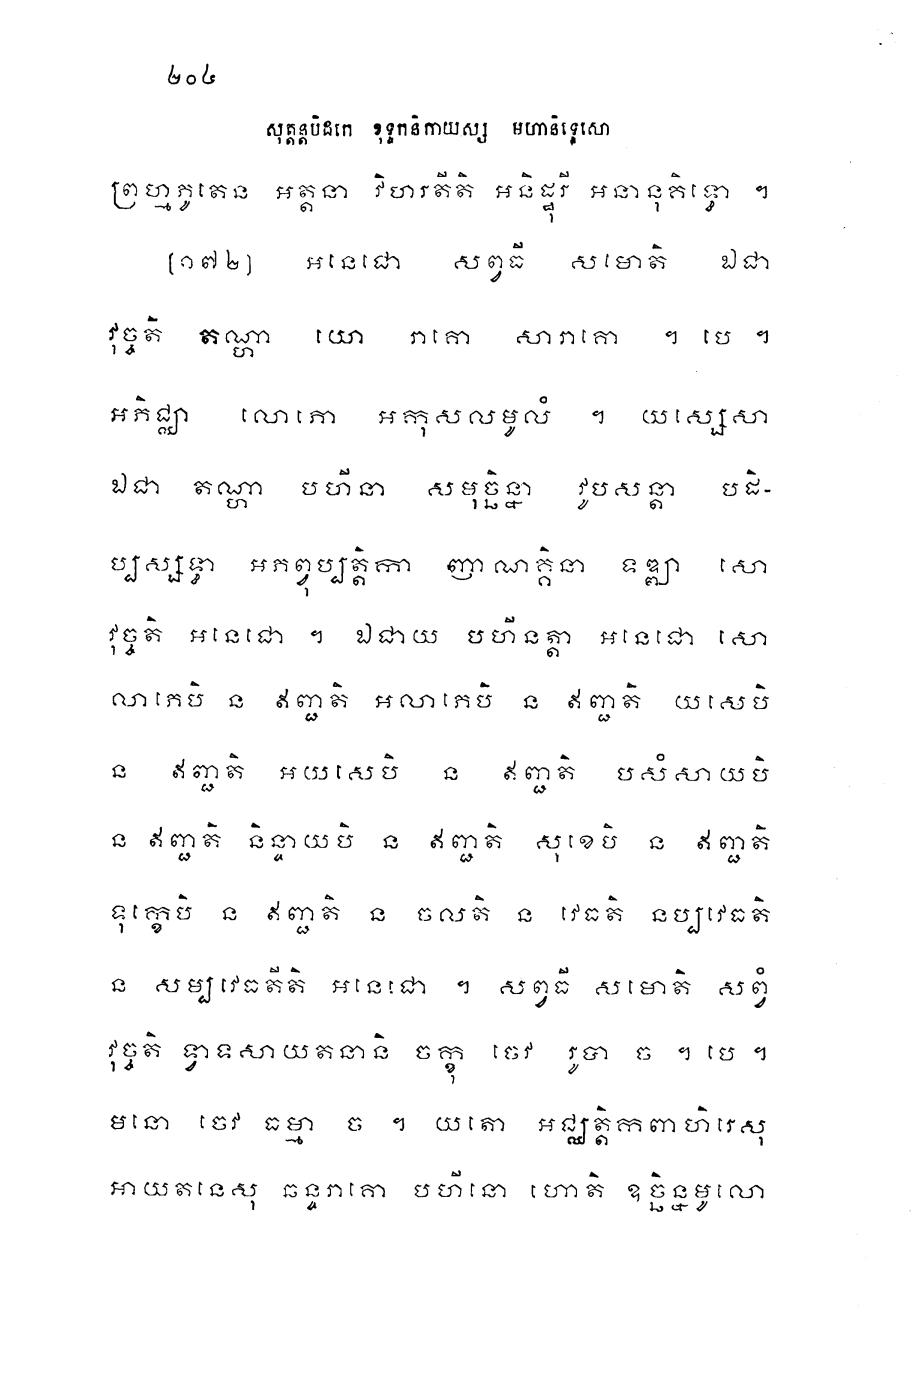 ២០៤
សុត្តន្តបិដកេ ខុទ្ទកនិកាយស្ស មហានិទ្ទេសោ
ព្រហ្មភូតេន អត្តនា វិហរតីតិ អនិដ្ឋុរី អនានុគិទ្ធោ ។
[១៧២] អនេជោ សព្វធី សមោតិ ឯជា
វុច្ចតិ តណ្ហា យោ រាគោ សារាគោ ។ បេ ។
អភិជ្ឈា លោភោ អកុសលមូលំ ។ យស្សេសា
ឯជា តណ្ហា បហីនា សមុច្ឆិន្នា វូបសន្តា បដិ-
ប្បស្សទ្ធា អភព្វុប្បត្តិកា ញាណគ្គិនា ទឌ្ឍា សោ
វុច្ចតិ អនេជោ ។ ឯជាយ បហីនត្តា អនេជោ សោ
លាភេបិ ន ឥញ្ជតិ អលាភេបិ ន ឥញ្ជតិ យសេបិ
ន ឥញ្ជតិ អយសេបិ ន ឥញ្ជតិ បសំសាយបិ
ន ឥញ្ជតិ និន្ទាយបិ ន ឥញ្ជតិ សុខេបិ ន ឥញ្ជតិ
ទុក្ខេបិ ន ឥញ្ជតិ ន ចលតិ ន វេធតិ នប្បវេធតិ
ន សម្បវេធតីតិ អនេជោ ។ សព្វធី សមោតិ សព្វំ
វុច្ចតិ ទ្វាទសាយតនានិ ចក្ខុ ចេវ រូបា ច ។ បេ ។
មនោ ចេវ ធម្មា ច ។ យតោ អជ្ឈត្តិកពាហិរេសុ
អាយតនេសុ ឆន្ទរាគោ បហីនោ ហោតិ ឧច្ឆិន្នមូលោ